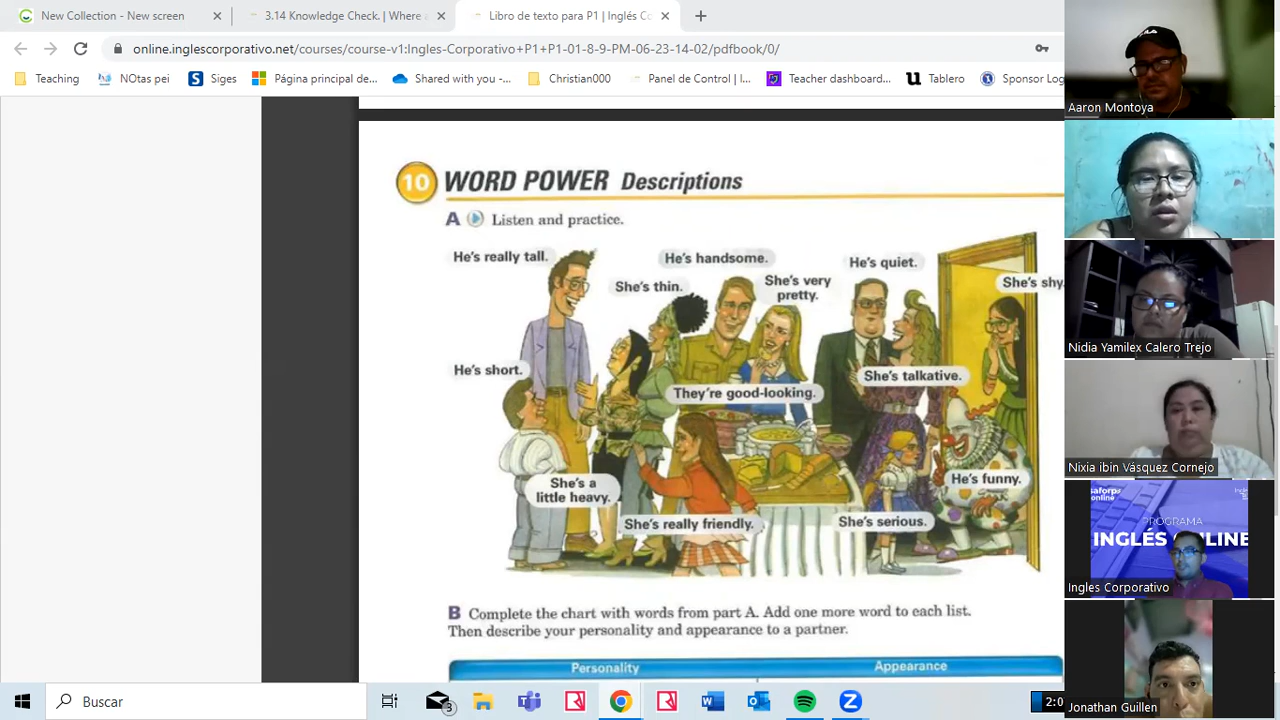 New Collection - New screen
3.14 Knowledge Check. | Where
Libro de texto para P1 | Inglés Co
online.inglescorporativo.net/courses/course-v1:Ingles-Corporativo+P1+P1-01-8-9-PM-06-23-14-02/pdfbook/0/
Teaching
NOtas pei
Siges
Página principal de...
Shared with you -...
Christian000
Panel de Control | I...
Teacher dashboard...
Tablero
Sponsor Log
10 WORD POWER Descriptions
A Listen and practice.
He's really tall.
He's handsome.
He's quiet.
She's thin.
She's very
pretty.
She's shy.
He's short.
They're good-looking.
She's talkative.
She's a
little heavy.
He's funny.
She's really friendly.
She's serious.
B Complete the chart with words from part A. Add one more word to each list.
Then describe your personality and appearance to a partner.
Personality
Appearance
Buscar
3
2:0
Aaron Montoya
Nidia Yamilex Calero Trejo
Nixia ibin Vásquez Cornejo
PROGRAMA
INGLÉS ONLINE
Ingles Corporativo
Jonathan Guillen